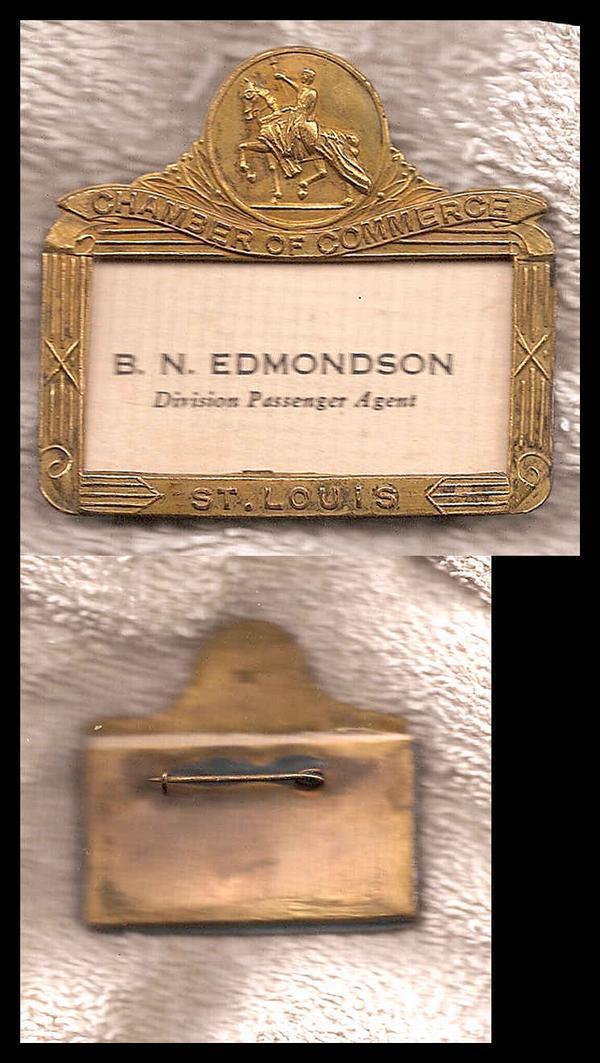 CHAMBER OF COMMERCE
B. N. EDMONDSON
Division Passenger Agent
ST. LOUIS